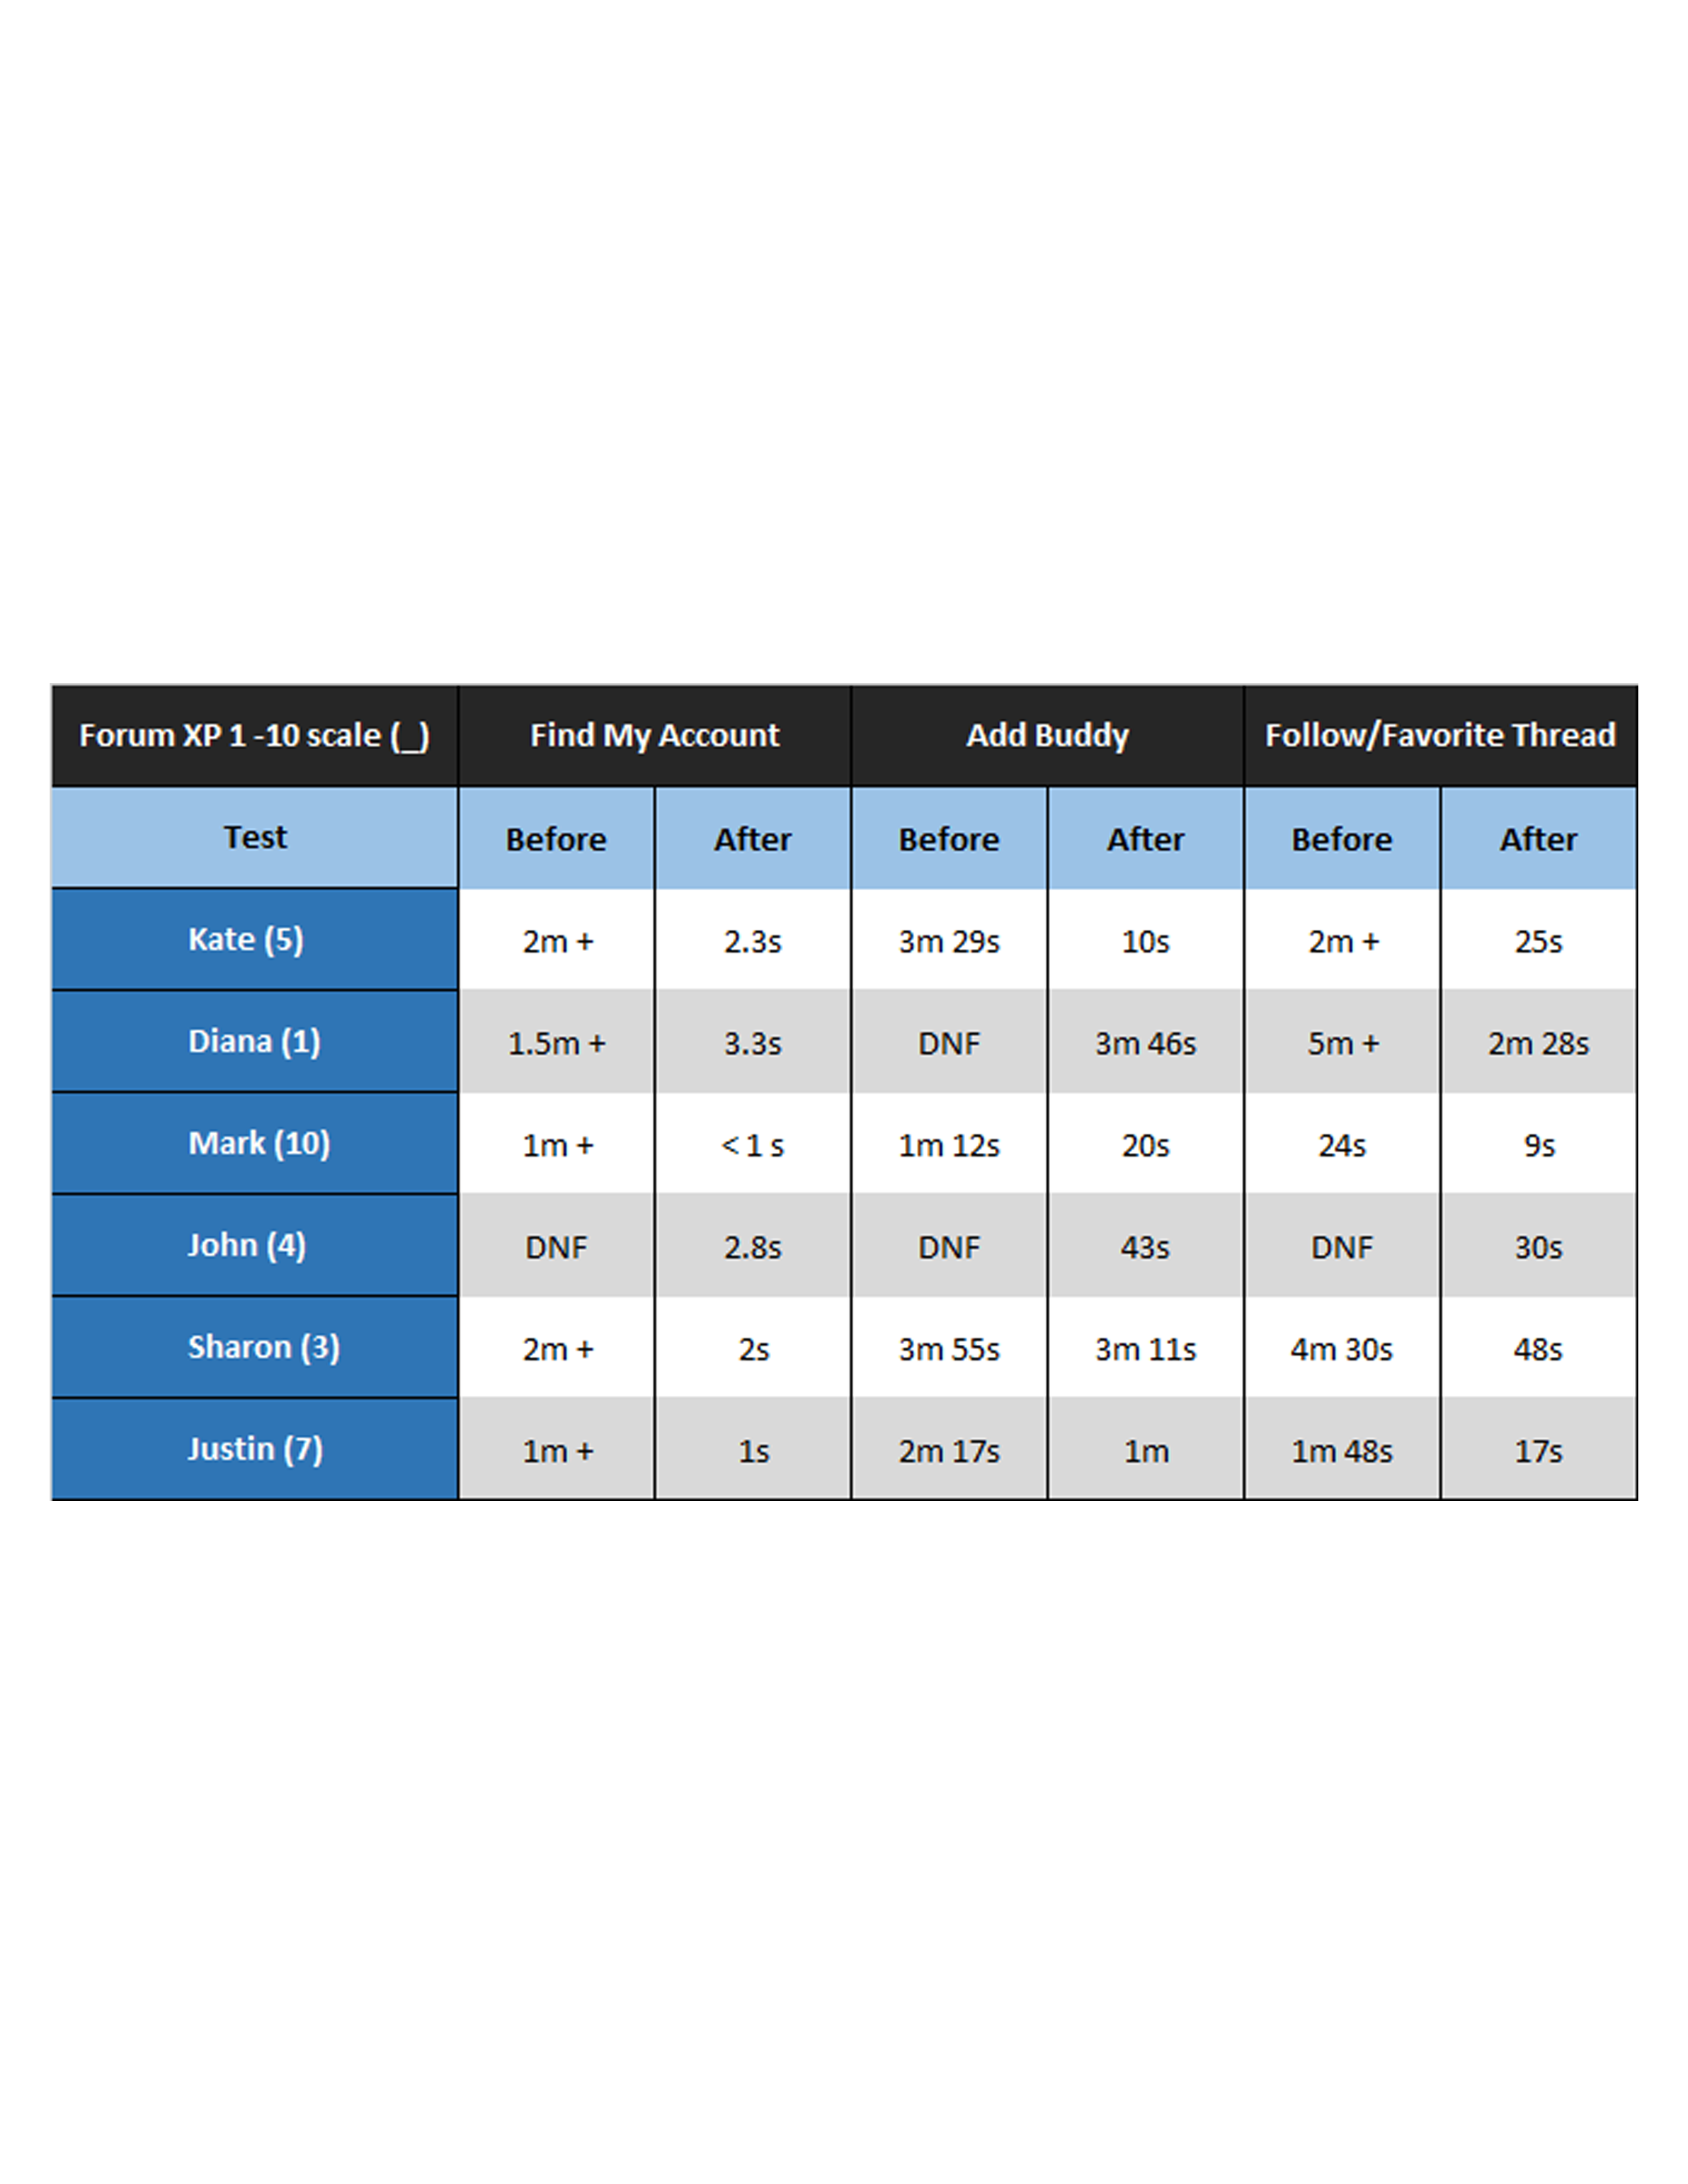 Forum XP 1 -10 scale (_) Find My Account Add Buddy Follow/Favorite Thread
Test Before After Before After Before After
Kate (5) 2m + 2.3s 3m 29s 10s 2m + 25s
Diana (1) 1.5m + 3.3s DNF 3m 46s 5m + 2m 28s
Mark (10) 1m + < 1 s 1m 12s 20s 24s 9s
John (4) DNF 2.8s DNF 43s DNF 30s
Sharon (3) 2m + 2s 3m 55s 3m 11s 4m 30s 48s
Justin (7) 1m + 1s 2m 17s 1m 1m 48s 17s